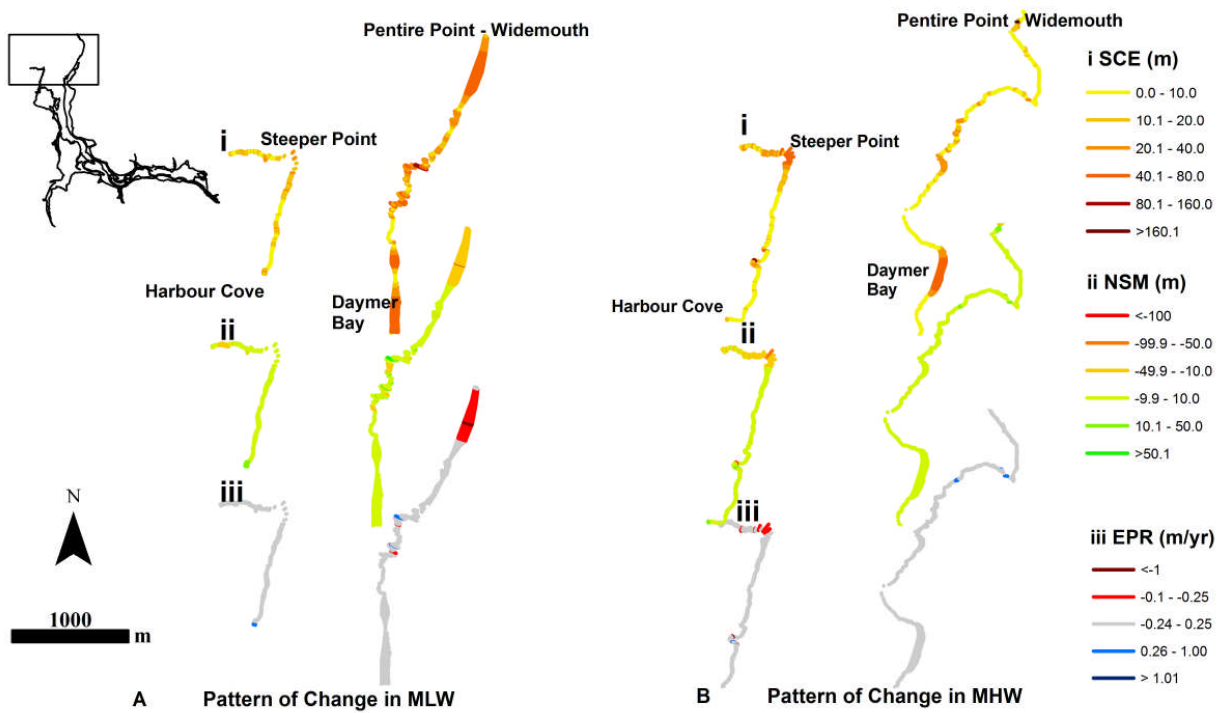 Pentire Point - Widemouth
i
Steeper Point
Harbour Cove
Daymer
Bay
ii
iii
N
1000
m
A
Pattern of Change in MLW
Pentire Point - Widemouth
i
Steeper Point
Harbour Cove
Daymer
Bay
ii
iii
B
Pattern of Change in MHW
i SCE (m)
0.0 - 10.0
10.1 - 20.0
20.1 - 40.0
40.1 - 80.0
80.1 - 160.0
>160.1
ii NSM (m)
<-100
-99.9 - -50.0
-49.9 - -10.0
-9.9 - 10.0
10.1 - 50.0
>50.1
iii EPR (m/yr)
<-1
-0.1 - -0.25
-0.24 - 0.25
0.26 - 1.00
> 1.01